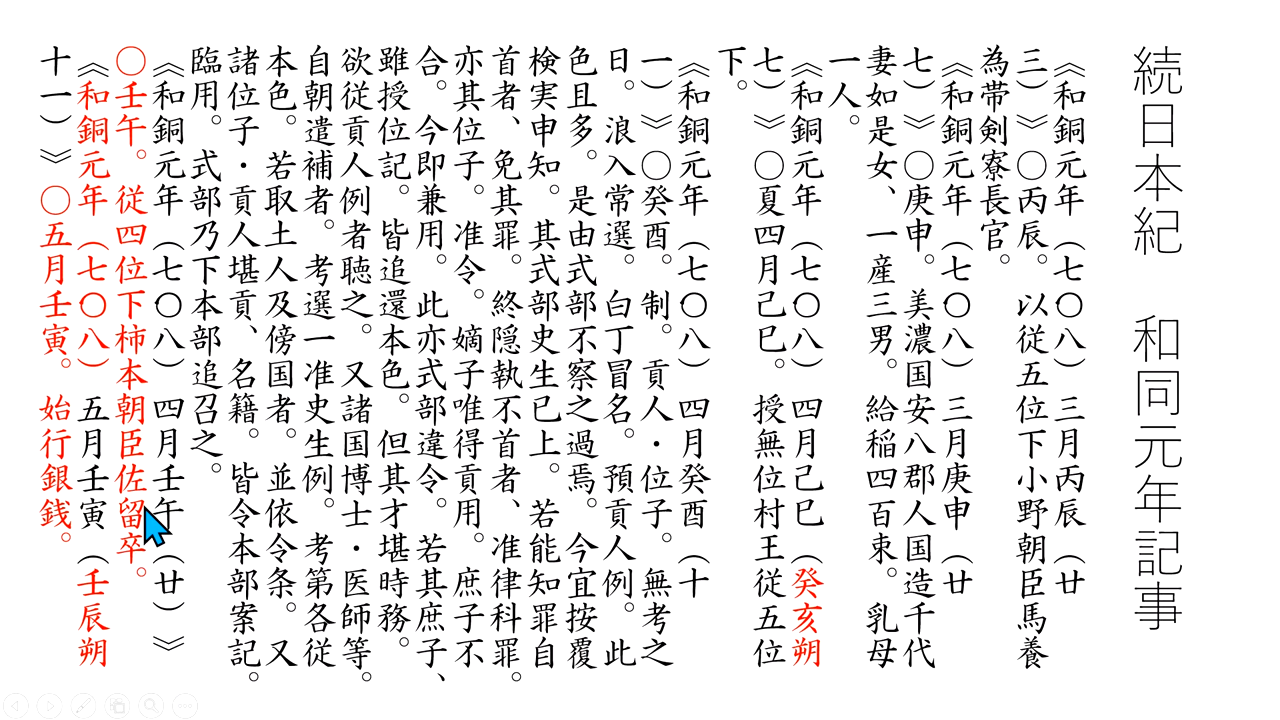 続日本紀　和同元年記事
《和銅元年（七〇八）三月丙辰（廿
三）》〇丙辰。以従五位下小野朝臣馬養
為帯剣寮長官。
《和銅元年（七〇八）三月庚申（廿
七）》〇庚申。美濃国安八郡人国造千代
妻如是女、一産三男。給稲四百束。乳母
一人。
《和銅元年（七〇八）四月己巳（癸亥朔
七）》〇夏四月己巳。授無位村王従五位
下。
《和銅元年（七〇八）四月癸酉（十
一）》〇癸酉。制。貢人・位子。無考之
日。浪入常選。白丁冒名。預貢人例。此
色且多。是由式部不察之過焉。今宜按覆
検実申知。其式部史生已上。若能知罪自
首者、免其罪。終隠執不首者、准律科罪。
亦其位子。准令。嫡子唯得貢用。庶子不
合。今即兼用。此亦式部違令。若其庶子、
雖授位記。皆追還本色。但其才堪時務。
欲従貢人例者聴之。又諸国博士・医師等。
自朝遣補者。考選一准史生例。考第各従
本色。若取土人及傍国者。並依令条。又
諸位子・貢人堪貢、名籍。皆令本部案記。
臨用。式部乃下本部追召之。
《和銅元年（七〇八）四月壬午（廿）》
〇壬午。従四位下柿本朝臣佐留卒。
《和銅元年（七〇八）五月壬寅（壬辰朔
十一）》〇五月壬寅。始行銀銭。